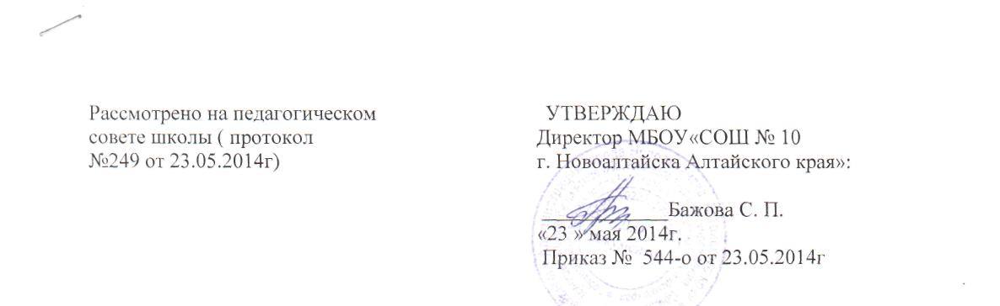 Рассмотрено на педагогическом
совете школы ( протокол
№249 от 23.05.2014г)
УТВЕРЖДАЮ
Директор МБОУ«СОШ № 10
г. Новоалтайска Алтайского края»:
____________Бажова С. П.
«23 » мая 2014г.
Приказ № 544-о от 23.05.2014г